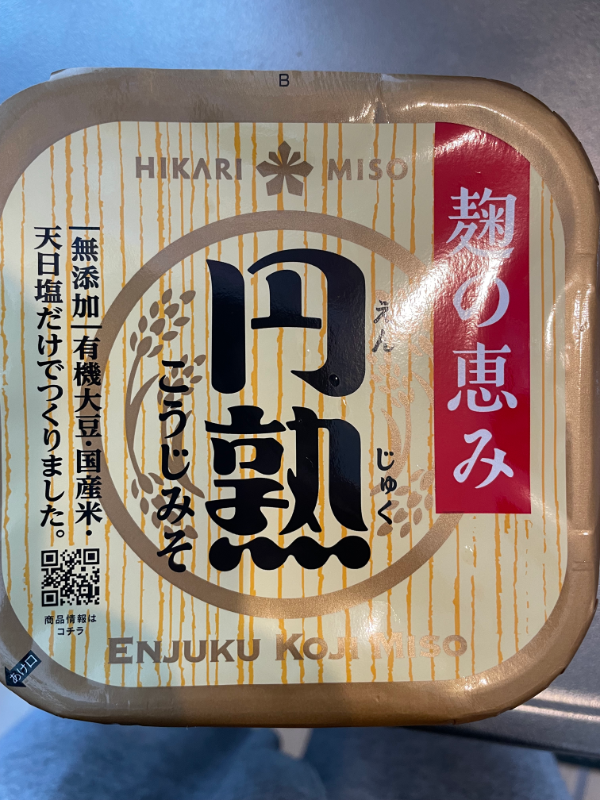 B
HIKARI MISO
麹の恵み
円熟
えん
じゅく
こうじみそ
無添加 有機大豆・国産米・
天日塩だけでつくりました。
商品情報は
コチラ
ENJUKU KOJI MISO
あけ口